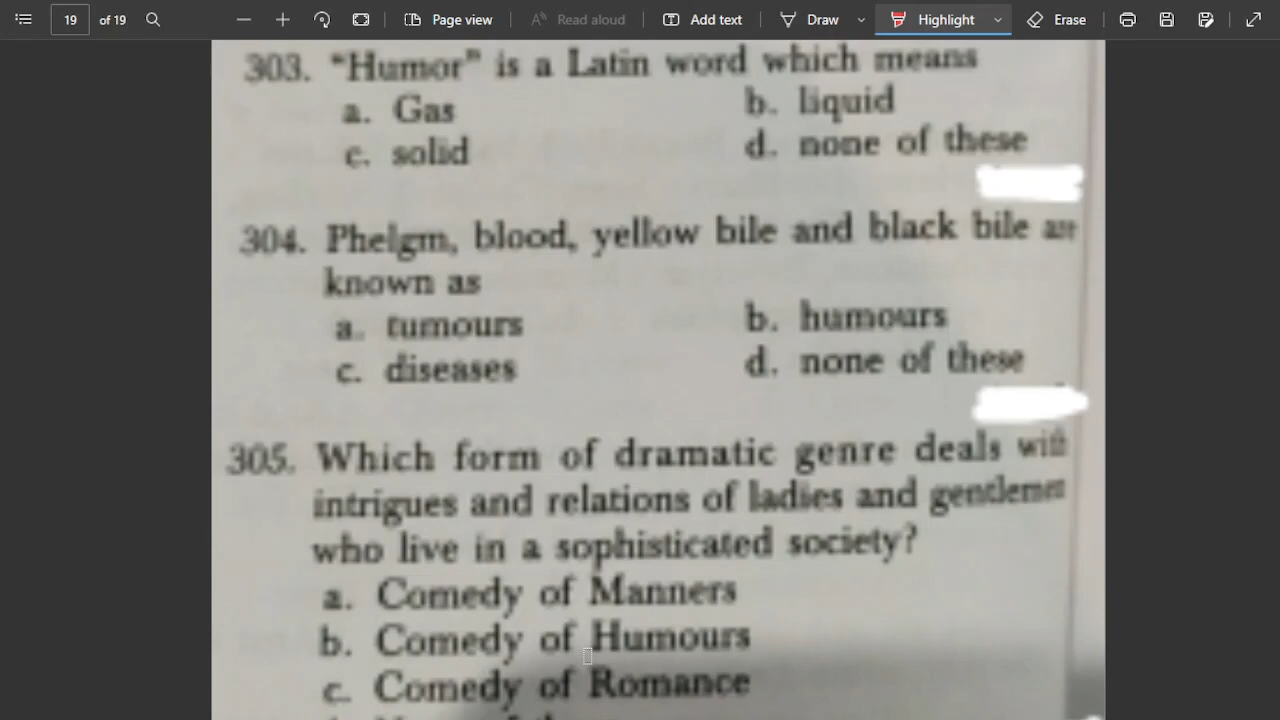 19 of 19 Page view Read aloud Add text Draw Highlight Erase
303. "Humor" is a Latin word which means
a. Gas b. liquid
c. solid d. none of these
304. Phelgm, blood, yellow bile and black bile are
known as
a. tumours b. humours
c. diseases d. none of these
305. Which form of dramatic genre deals with
intrigues and relations of ladies and gentlemen
who live in a sophisticated society?
a. Comedy of Manners
b. Comedy of Humours
c. Comedy of Romance